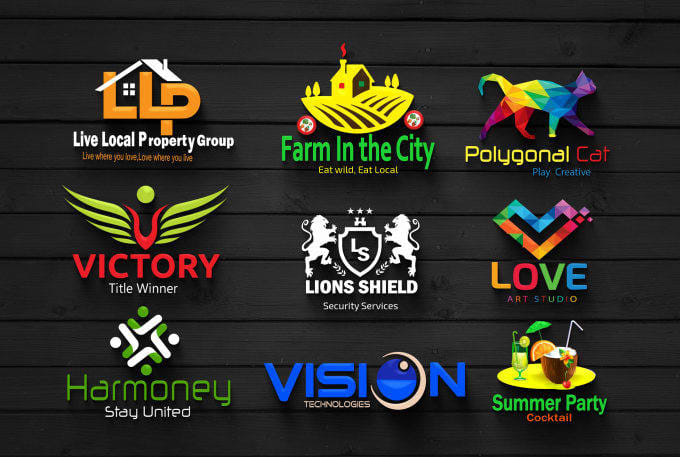 LLP
Live Local Property Group
Live where you love,Love where you live
Farm In the City
Eat wild, Eat Local
Polygonal Cat
Play Creative
VICTORY
Title Winner
LS
LIONS SHIELD
Security Services
LOVE
ART STUDIO
Harmoney
Stay United
VISION
TECHNOLOGIES
Summer Party
Cocktail